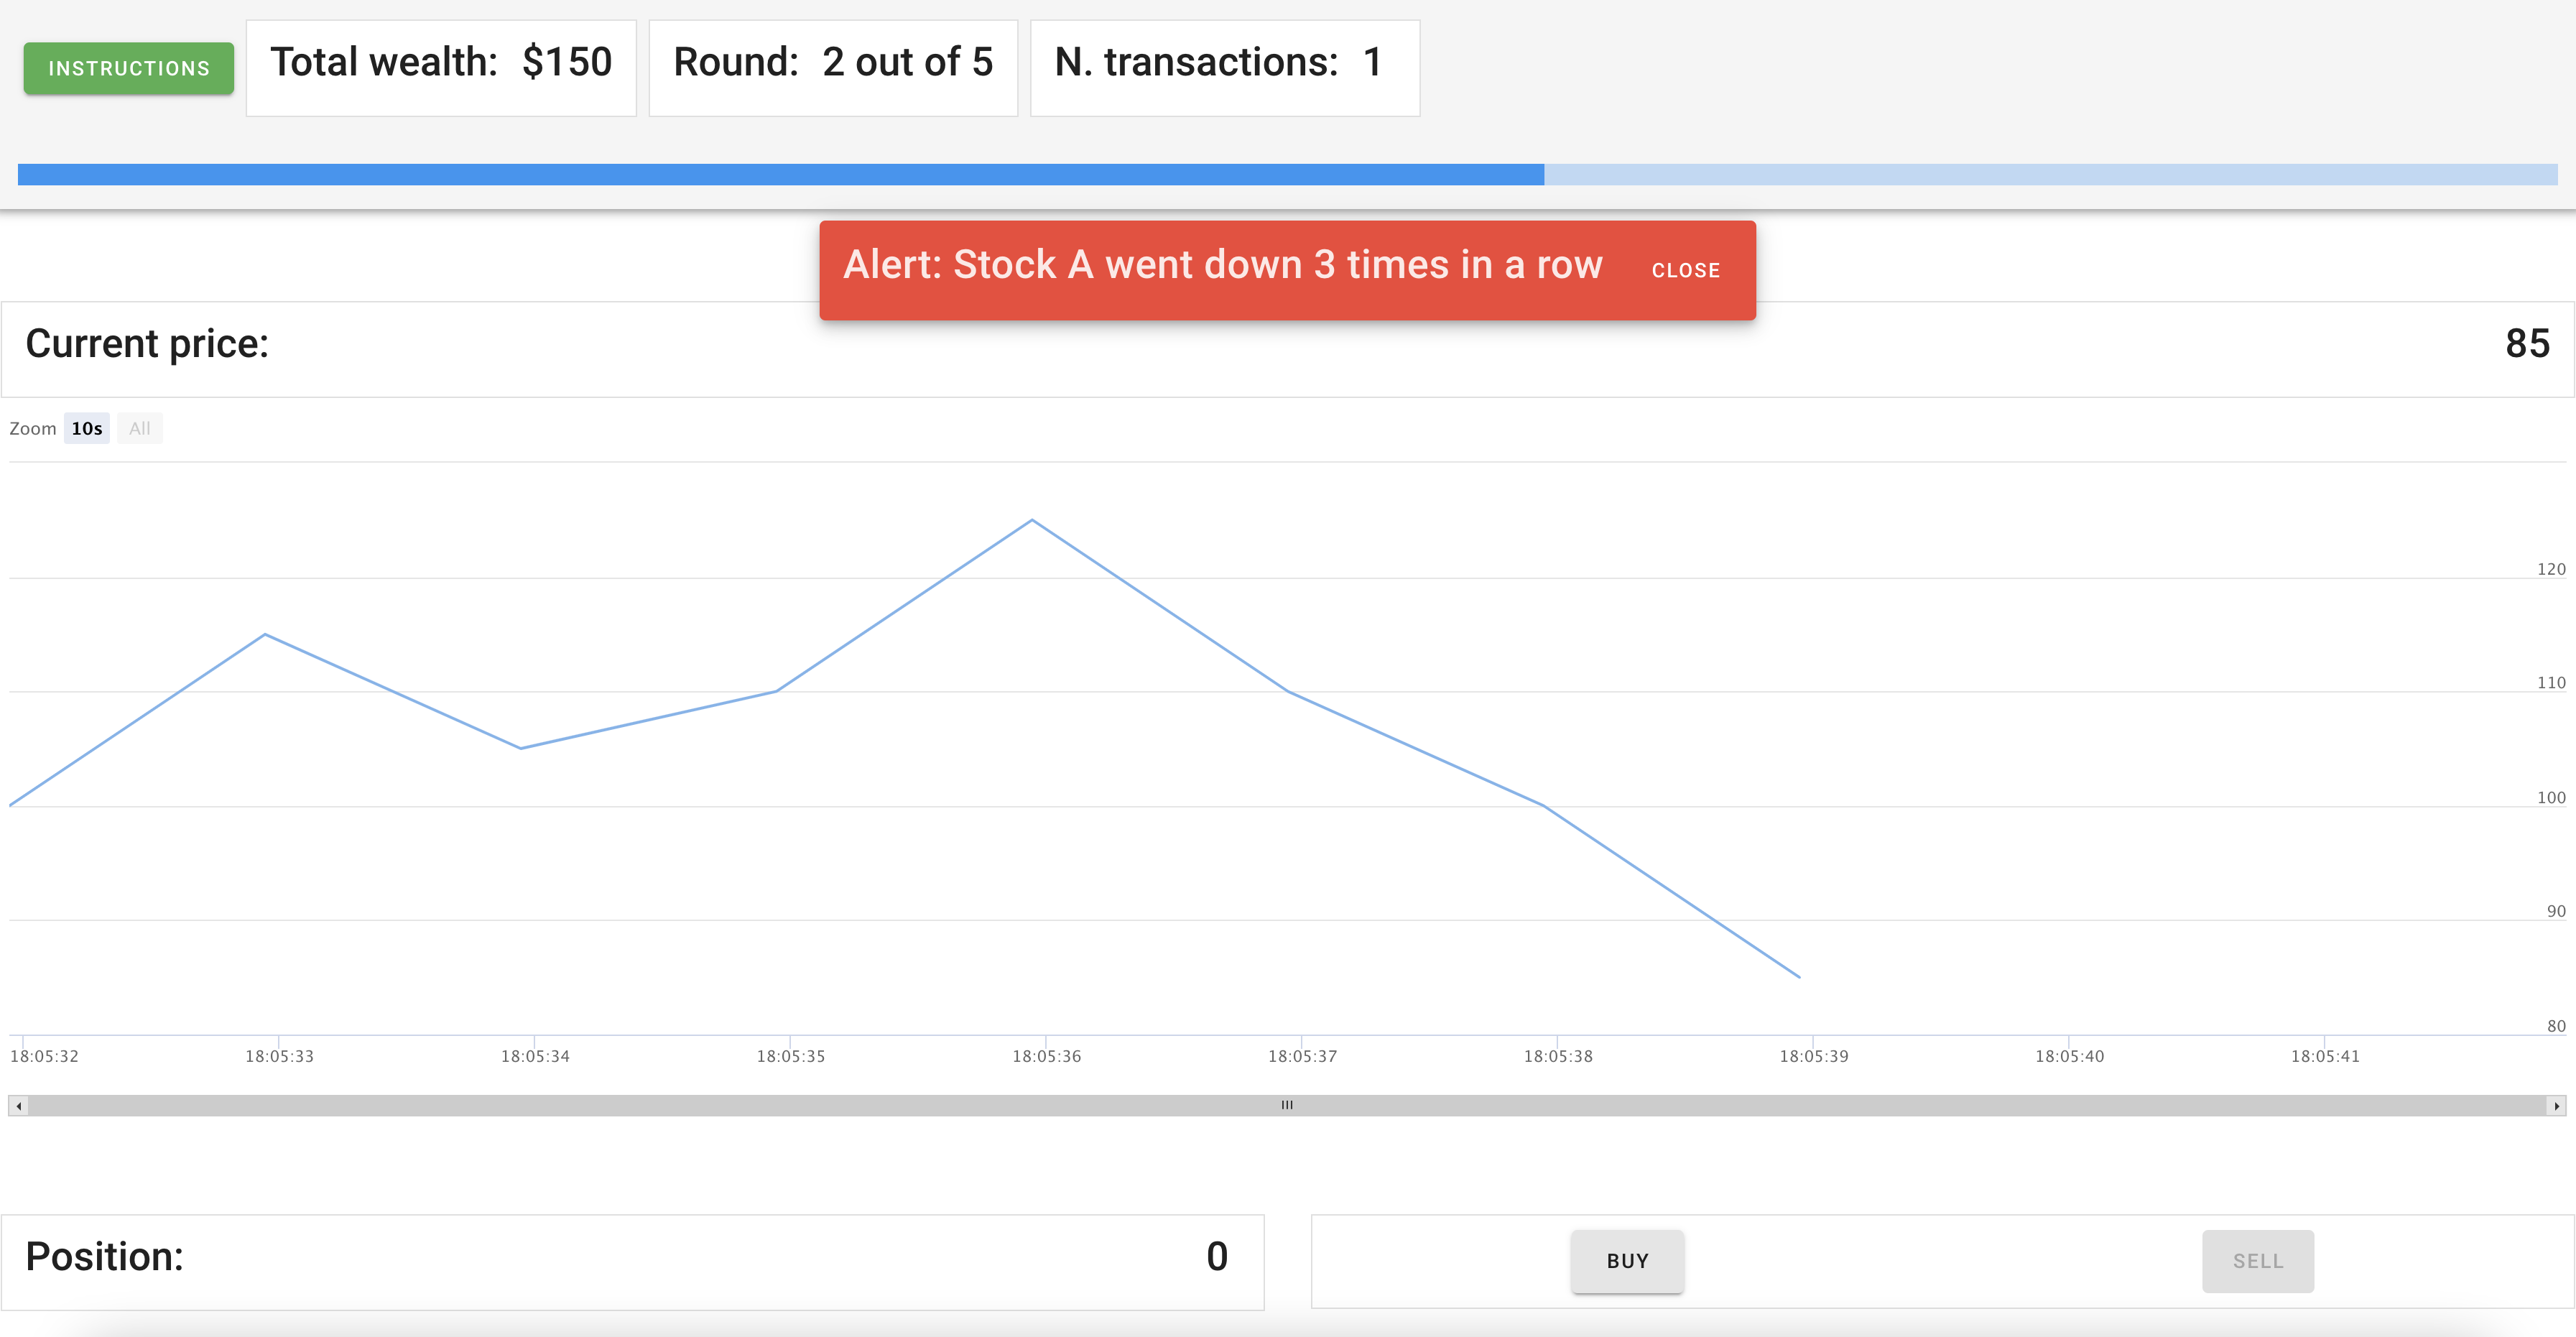 INSTRUCTIONS
Total wealth: $150
Round: 2 out of 5
N. transactions: 1
Alert: Stock A went down 3 times in a row
CLOSE
Current price: 85
Zoom 10s All
120
110
100
90
80
18:05:32 18:05:33 18:05:34 18:05:35 18:05:36 18:05:37 18:05:38 18:05:39 18:05:40 18:05:41
Position: 0
BUY
SELL